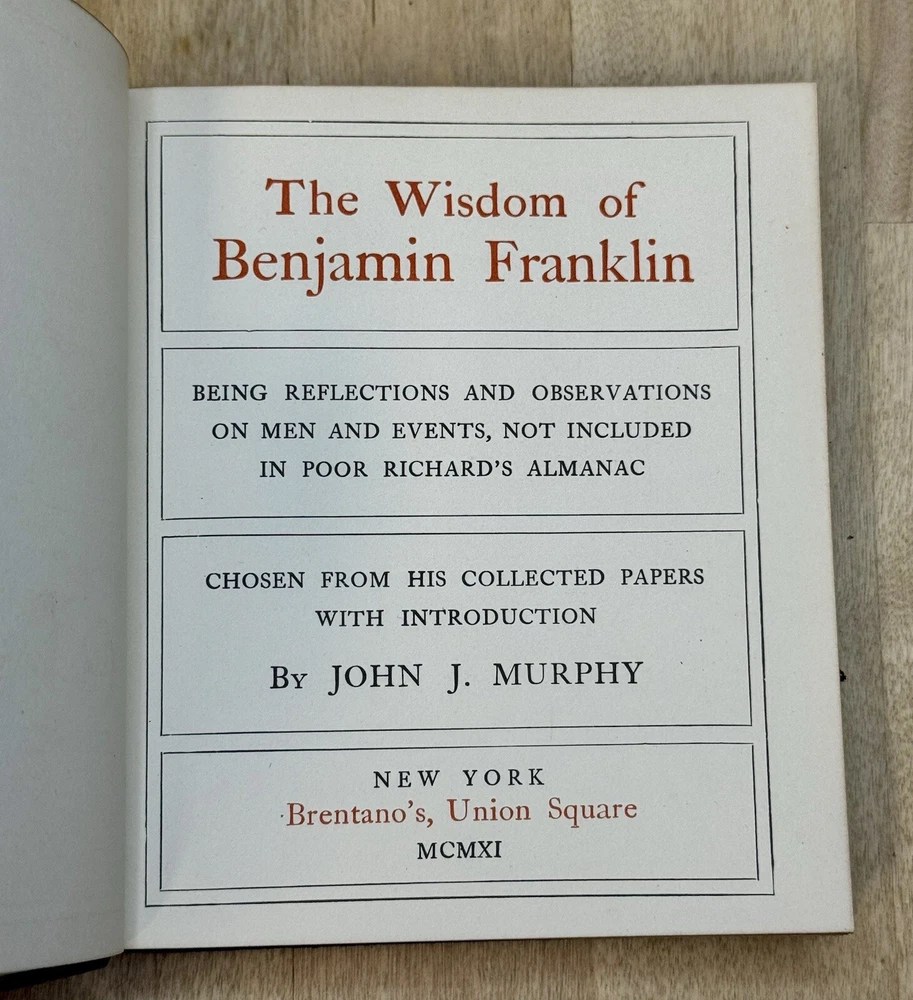 The Wisdom of
Benjamin Franklin
BEING REFLECTIONS AND OBSERVATIONS
ON MEN AND EVENTS, NOT INCLUDED
IN POOR RICHARD'S ALMANAC
CHOSEN FROM HIS COLLECTED PAPERS
WITH INTRODUCTION
By JOHN J. MURPHY
NEW YORK
Brentano's, Union Square
MCMXI